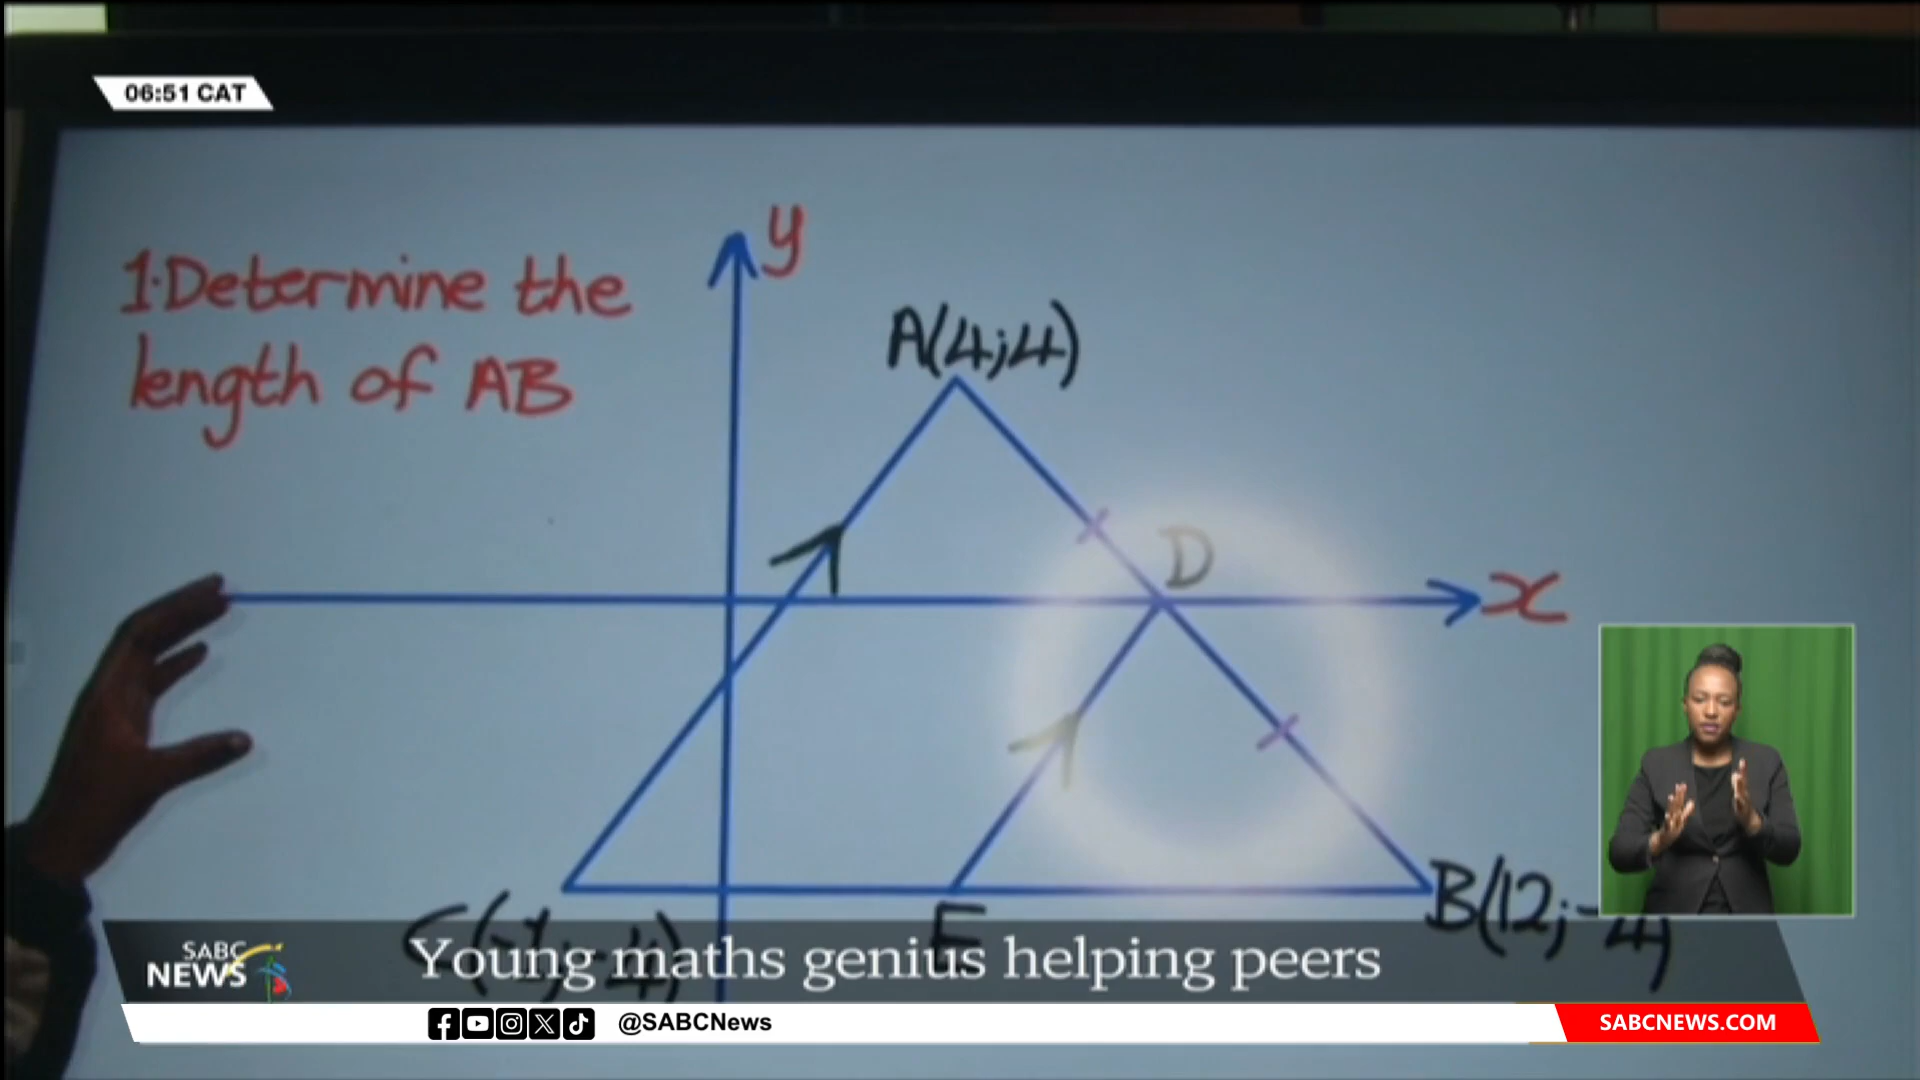 06:51 CAT
y
1.Determine the
length of AB
A(4;4)
D
x
B(12;-4)
E
SABC
NEWS
Young maths genius helping peers
@SABCNews
SABCNEWS.COM